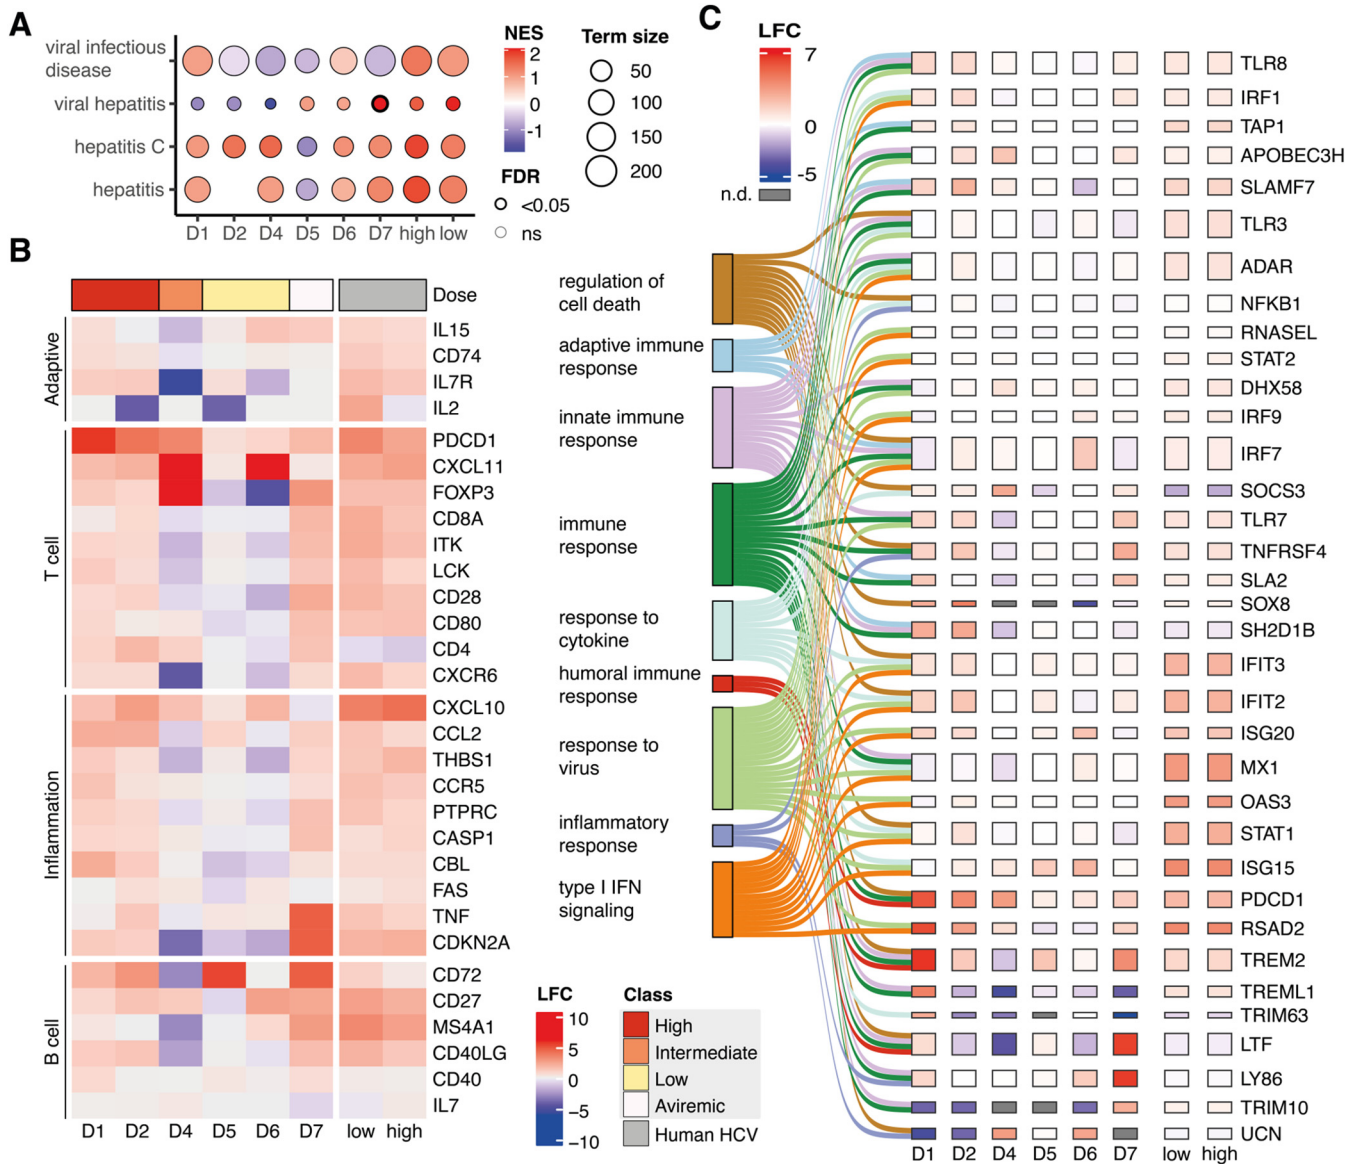 A
viral infectious
disease
viral hepatitis
hepatitis C
hepatitis
D1 D2 D4 D5 D6 D7 high low
NES
2
1
0
-1
FDR
<0.05
ns
Term size
50
100
150
200
B
Dose
Adaptive
IL15
CD74
IL7R
IL2
T cell
PDCD1
CXCL11
FOXP3
CD8A
ITK
LCK
CD28
CD80
CD4
CXCR6
Inflammation
CXCL10
CCL2
THBS1
CCR5
PTPRC
CASP1
CBL
FAS
TNF
CDKN2A
B cell
CD72
CD27
MS4A1
CD40LG
CD40
IL7
D1 D2 D4 D5 D6 D7 low high
LFC
10
5
0
−5
−10
Class
High
Intermediate
Low
Aviremic
Human HCV
C
LFC
7
0
-5
n.d.
regulation of
cell death
adaptive immune
response
innate immune
response
immune
response
response to
cytokine
humoral immune
response
response to
virus
inflammatory
response
type I IFN
signaling
TLR8
IRF1
TAP1
APOBEC3H
SLAMF7
TLR3
ADAR
NFKB1
RNASEL
STAT2
DHX58
IRF9
IRF7
SOCS3
TLR7
TNFRSF4
SLA2
SOX8
SH2D1B
IFIT3
IFIT2
ISG20
MX1
OAS3
STAT1
ISG15
PDCD1
RSAD2
TREM2
TREML1
TRIM63
LTF
LY86
TRIM10
UCN
D1 D2 D4 D5 D6 D7 low high